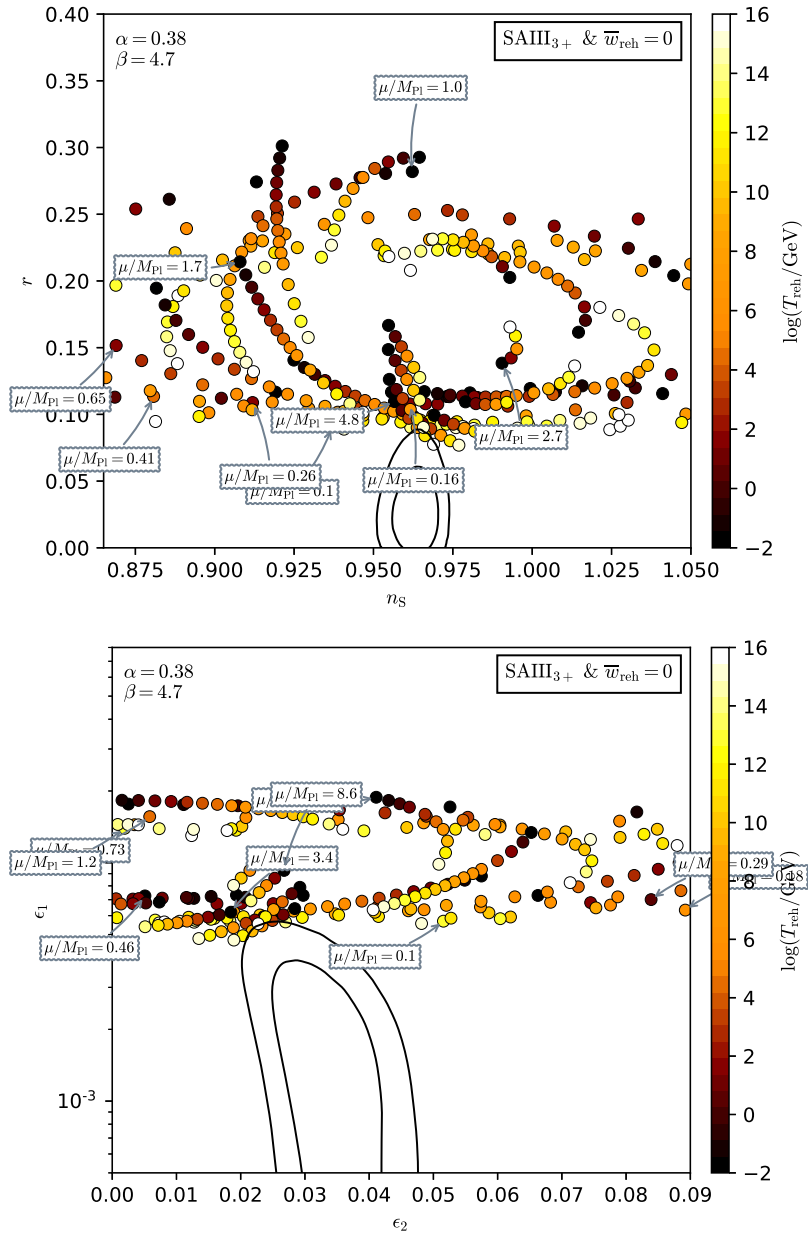 0.40
α = 0.38
β = 4.7
SAIII3+ & w̅reh = 0
16
0.35
μ/MPl = 1.0
14
0.30
12
0.25
10
μ/MPl = 1.7
8
0.20
r
log(Treh/GeV)
6
0.15
4
μ/MPl = 0.65
0.10
μ/MPl = 4.8
μ/MPl = 2.7
2
μ/MPl = 0.41
μ/MPl = 0.26
μ/MPl = 0.16
μ/MPl = 0.1
0
0.05
0.00
−2
0.875 0.900 0.925 0.950 0.975 1.000 1.025 1.050
nS
α = 0.38
β = 4.7
SAIII3+ & w̅reh = 0
16
14
12
μ/MPl = 8.6
10
μ/MPl = 0.73
μ/MPl = 1.2
μ/MPl = 3.4
μ/MPl = 0.29
0.18
8
ϵ1
log(Treh/GeV)
6
μ/MPl = 0.46
μ/MPl = 0.1
4
2
10-3
0
−2
0.00 0.01 0.02 0.03 0.04 0.05 0.06 0.07 0.08 0.09
ϵ2